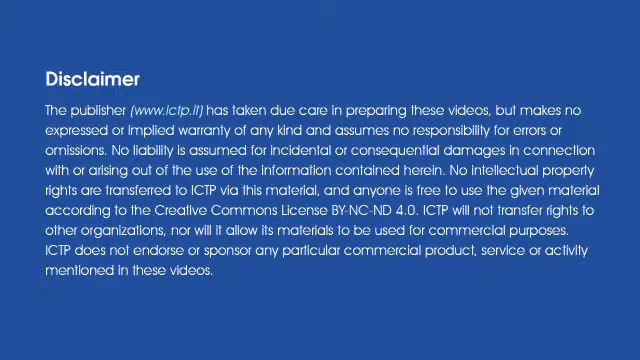 Disclaimer
The publisher (www.ictp.it) has taken due care in preparing these videos, but makes no
expressed or implied warranty of any kind and assumes no responsibility for errors or
omissions. No liability is assumed for incidental or consequential damages in connection
with or arising out of the use of the information contained herein. No intellectual property
rights are transferred to ICTP via this material, and anyone is free to use the given material
according to the Creative Commons License BY-NC-ND 4.0. ICTP will not transfer rights to
other organizations, nor will it allow its materials to be used for commercial purposes.
ICTP does not endorse or sponsor any particular commercial product, service or activity
mentioned in these videos.